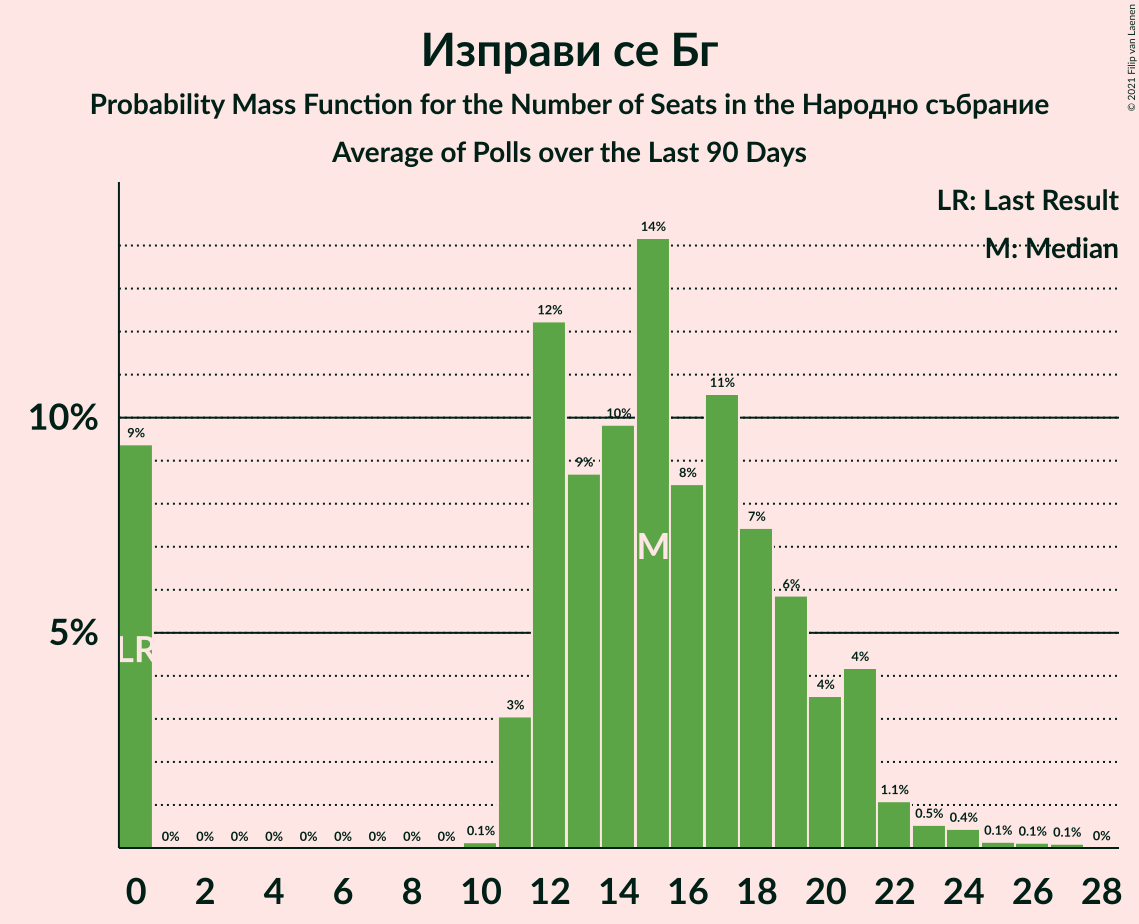 Изправи се Бг
Probability Mass Function for the Number of Seats in the Народно събрание
Average of Polls over the Last 90 Days
© 2021 Filip van Laenen
LR: Last Result
M: Median
14%
12%
11%
10%
10%
9%
9%
8%
7%
M
6%
5%
LR
4%
4%
3%
1.1%
0.5%
0.4%
0% 0% 0% 0% 0% 0% 0% 0% 0% 0.1% 0.1% 0.1% 0.1% 0%
0 2 4 6 8 10 12 14 16 18 20 22 24 26 28